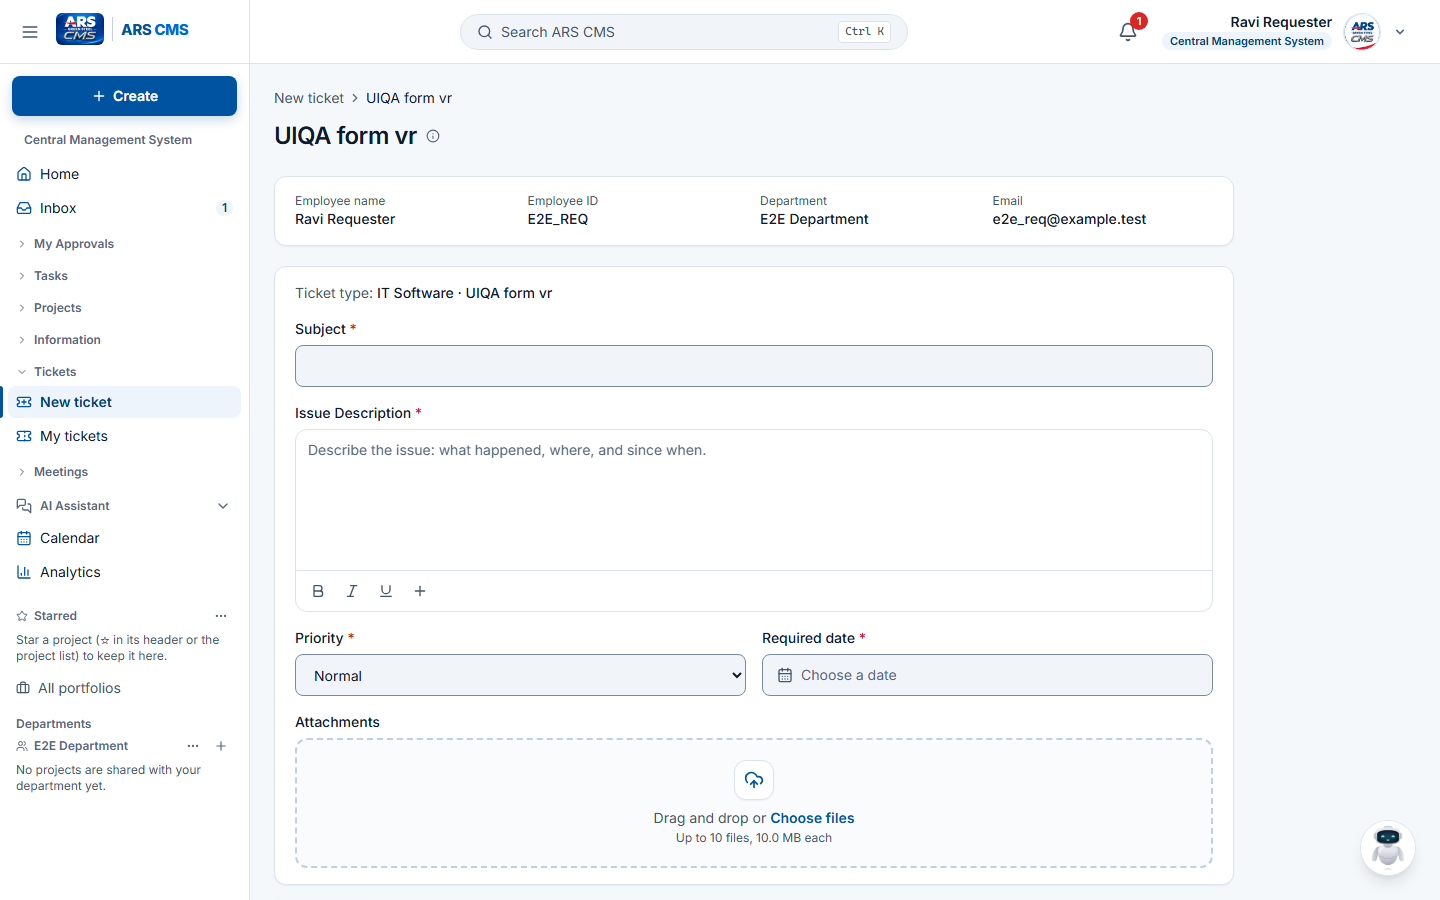 ARS
GREEN STEEL
CMS
ARS CMS
Search ARS CMS
Ctrl K
1
Ravi Requester
Central Management System
ARS
CMS
Create
Central Management System
Home
Inbox
1
My Approvals
Tasks
Projects
Information
Tickets
New ticket
My tickets
Meetings
AI Assistant
Calendar
Analytics
Starred
Star a project (☆ in its header or the
project list) to keep it here.
All portfolios
Departments
E2E Department
No projects are shared with your
department yet.
New ticket > UIQA form vr
UIQA form vr
Employee name
Ravi Requester
Employee ID
E2E_REQ
Department
E2E Department
Email
e2e_req@example.test
Ticket type: IT Software · UIQA form vr
Subject *
Issue Description *
Describe the issue: what happened, where, and since when.
B I U +
Priority *
Normal
Required date *
Choose a date
Attachments
Drag and drop or Choose files
Up to 10 files, 10.0 MB each